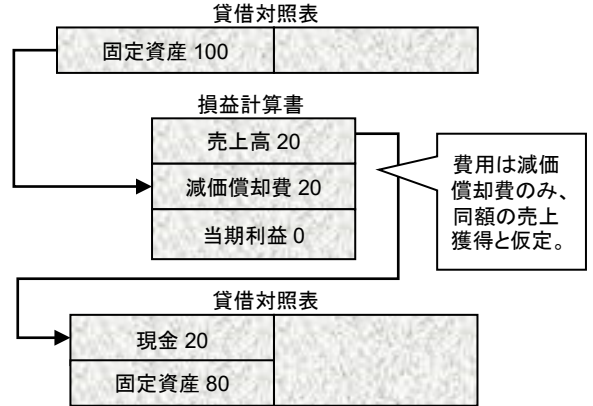 貸借対照表
固定資産 100
損益計算書
売上高 20
減価償却費 20
当期利益 0
費用は減価
償却費のみ、
同額の売上
獲得と仮定。
貸借対照表
現金 20
固定資産 80